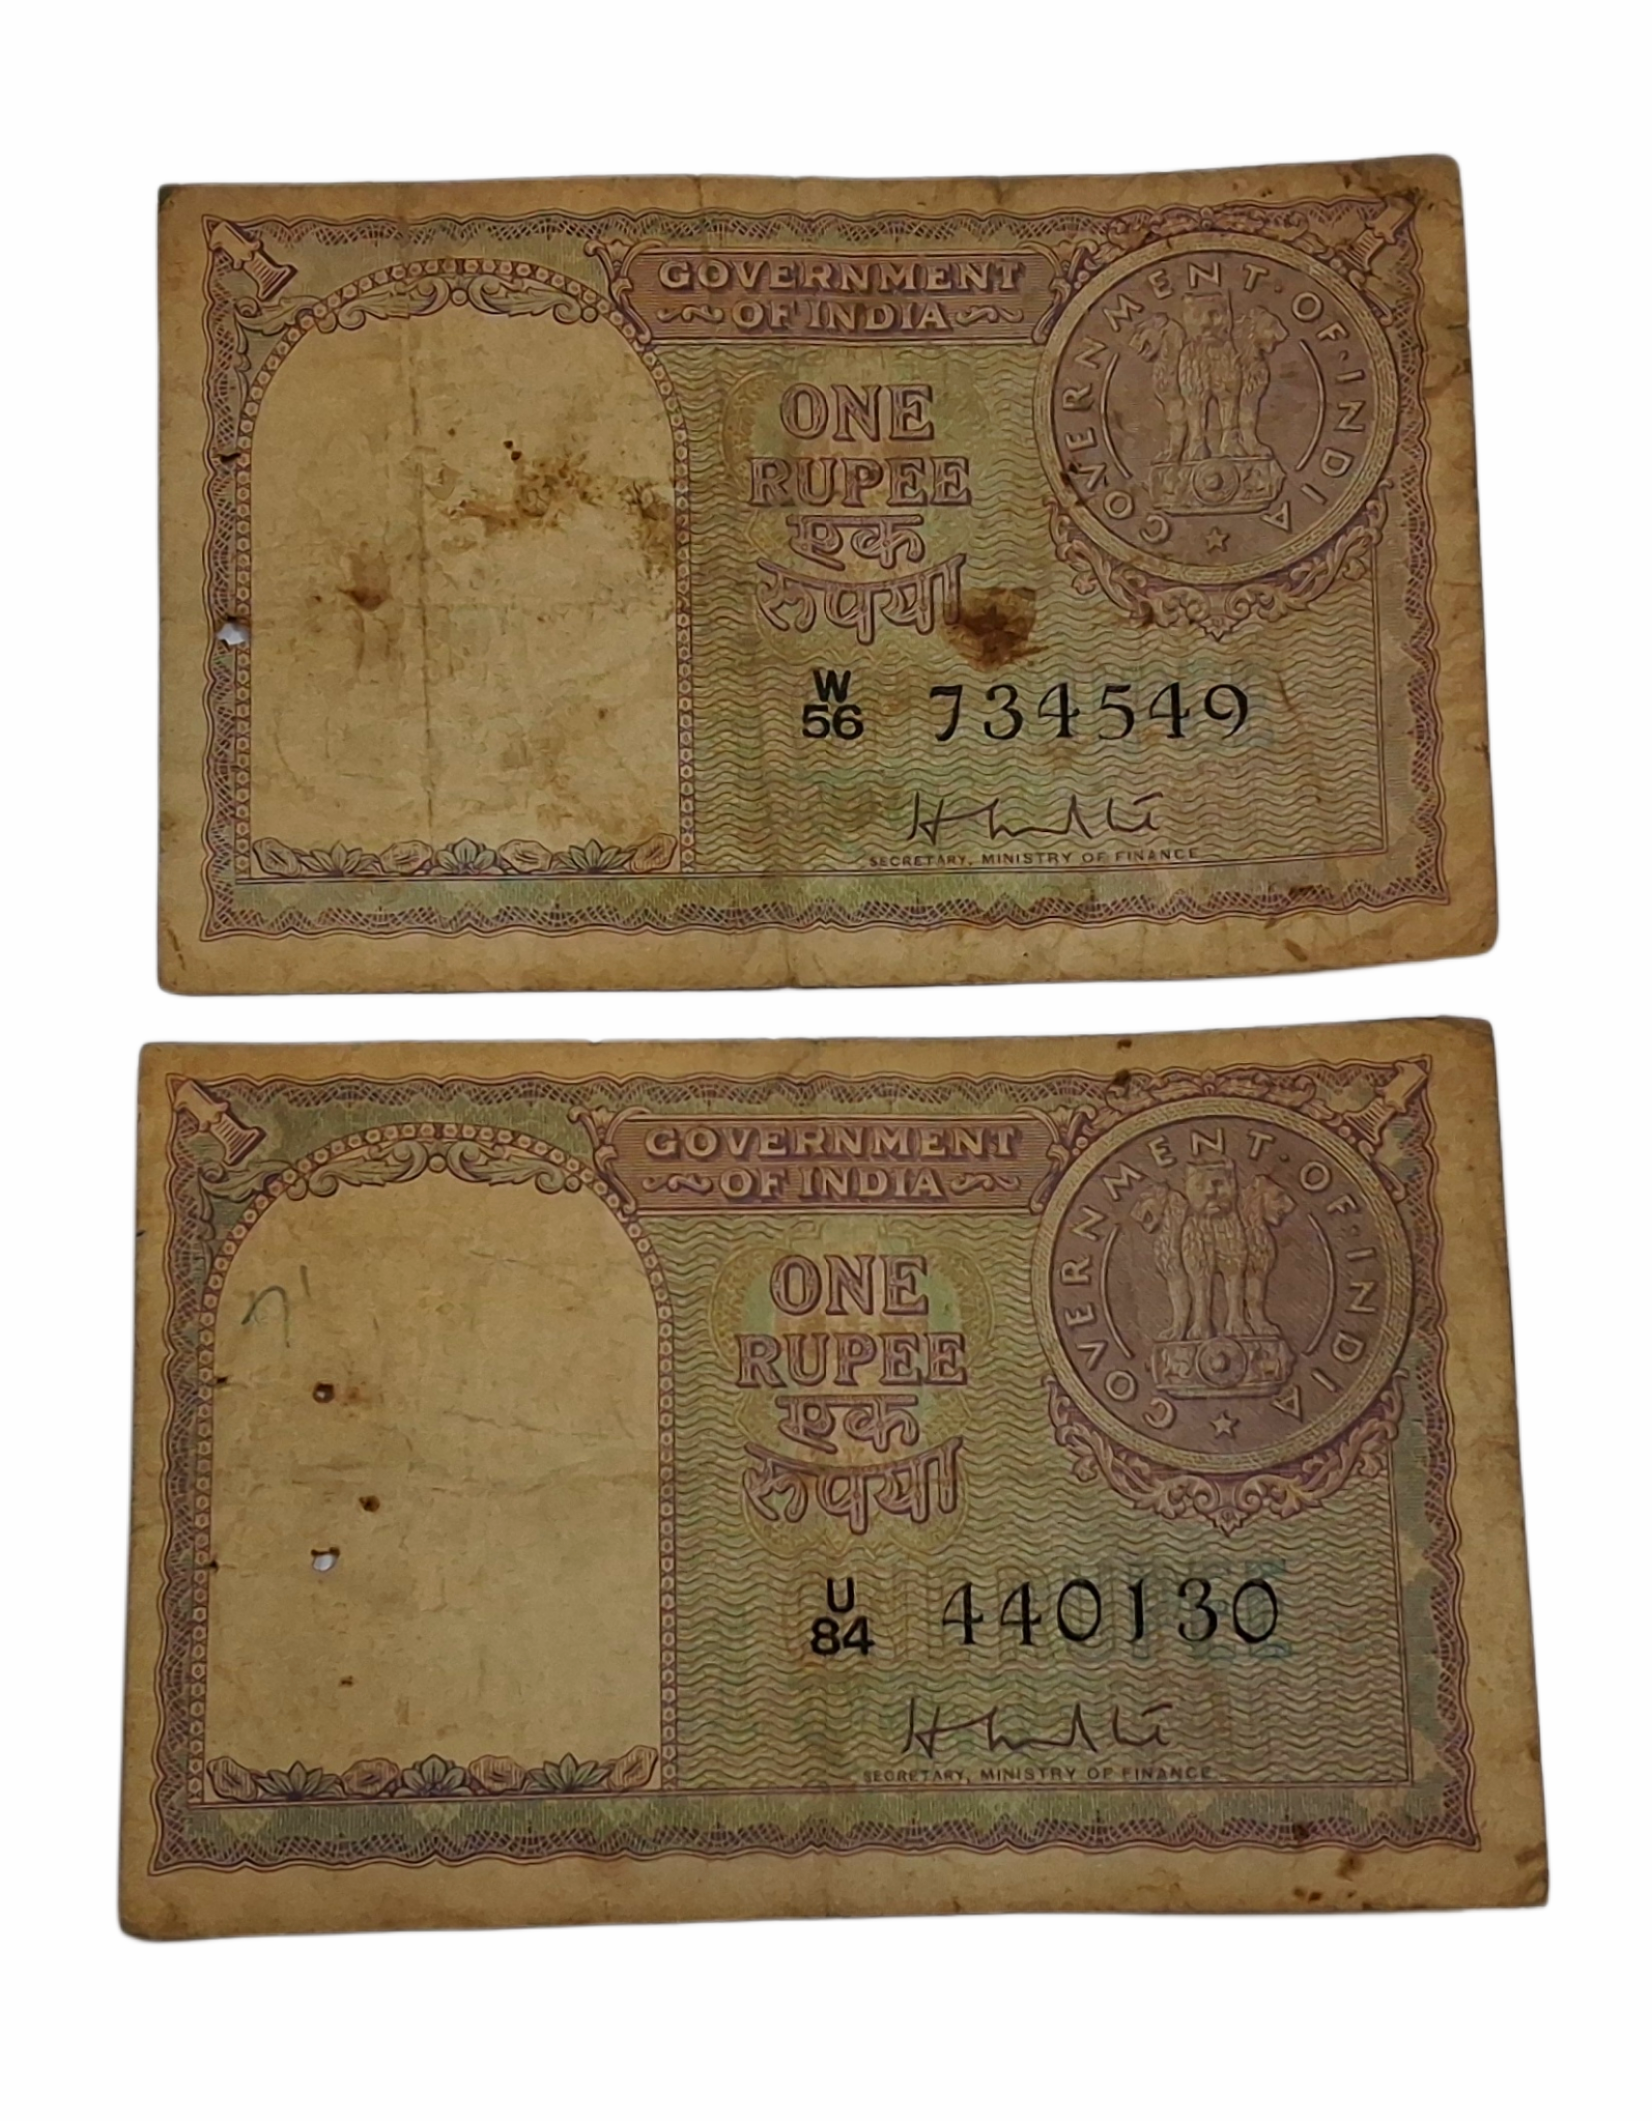 GOVERNMENT
OF INDIA
GOVERNMENT · OF · INDIA
ONE
RUPEE
एक
रुपया
W
56 734549
SECRETARY, MINISTRY OF FINANCE
GOVERNMENT
OF INDIA
GOVERNMENT · OF · INDIA
ONE
RUPEE
एक
रुपया
U
84 440130
SECRETARY, MINISTRY OF FINANCE